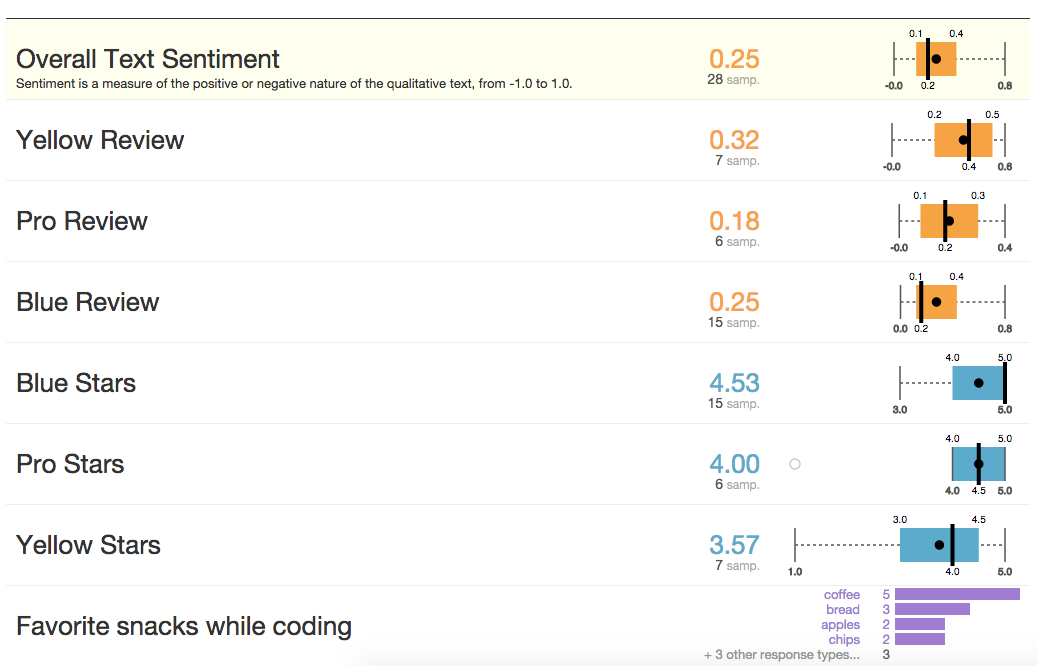 Overall Text Sentiment
Sentiment is a measure of the positive or negative nature of the qualitative text, from -1.0 to 1.0.
0.25
28 samp.
0.1 0.4
-0.0 0.2 0.8
Yellow Review
0.32
7 samp.
0.2 0.5
-0.0 0.4 0.6
Pro Review
0.18
6 samp.
0.1 0.3
-0.0 0.2 0.4
Blue Review
0.25
15 samp.
0.1 0.4
0.0 0.2 0.8
Blue Stars
4.53
15 samp.
4.0 5.0
3.0 5.0
Pro Stars
4.00
6 samp.
4.0 5.0
4.0 4.5 5.0
Yellow Stars
3.57
7 samp.
3.0 4.5
1.0 4.0 5.0
Favorite snacks while coding
coffee 5
bread 3
apples 2
chips 2
+ 3 other response types... 3